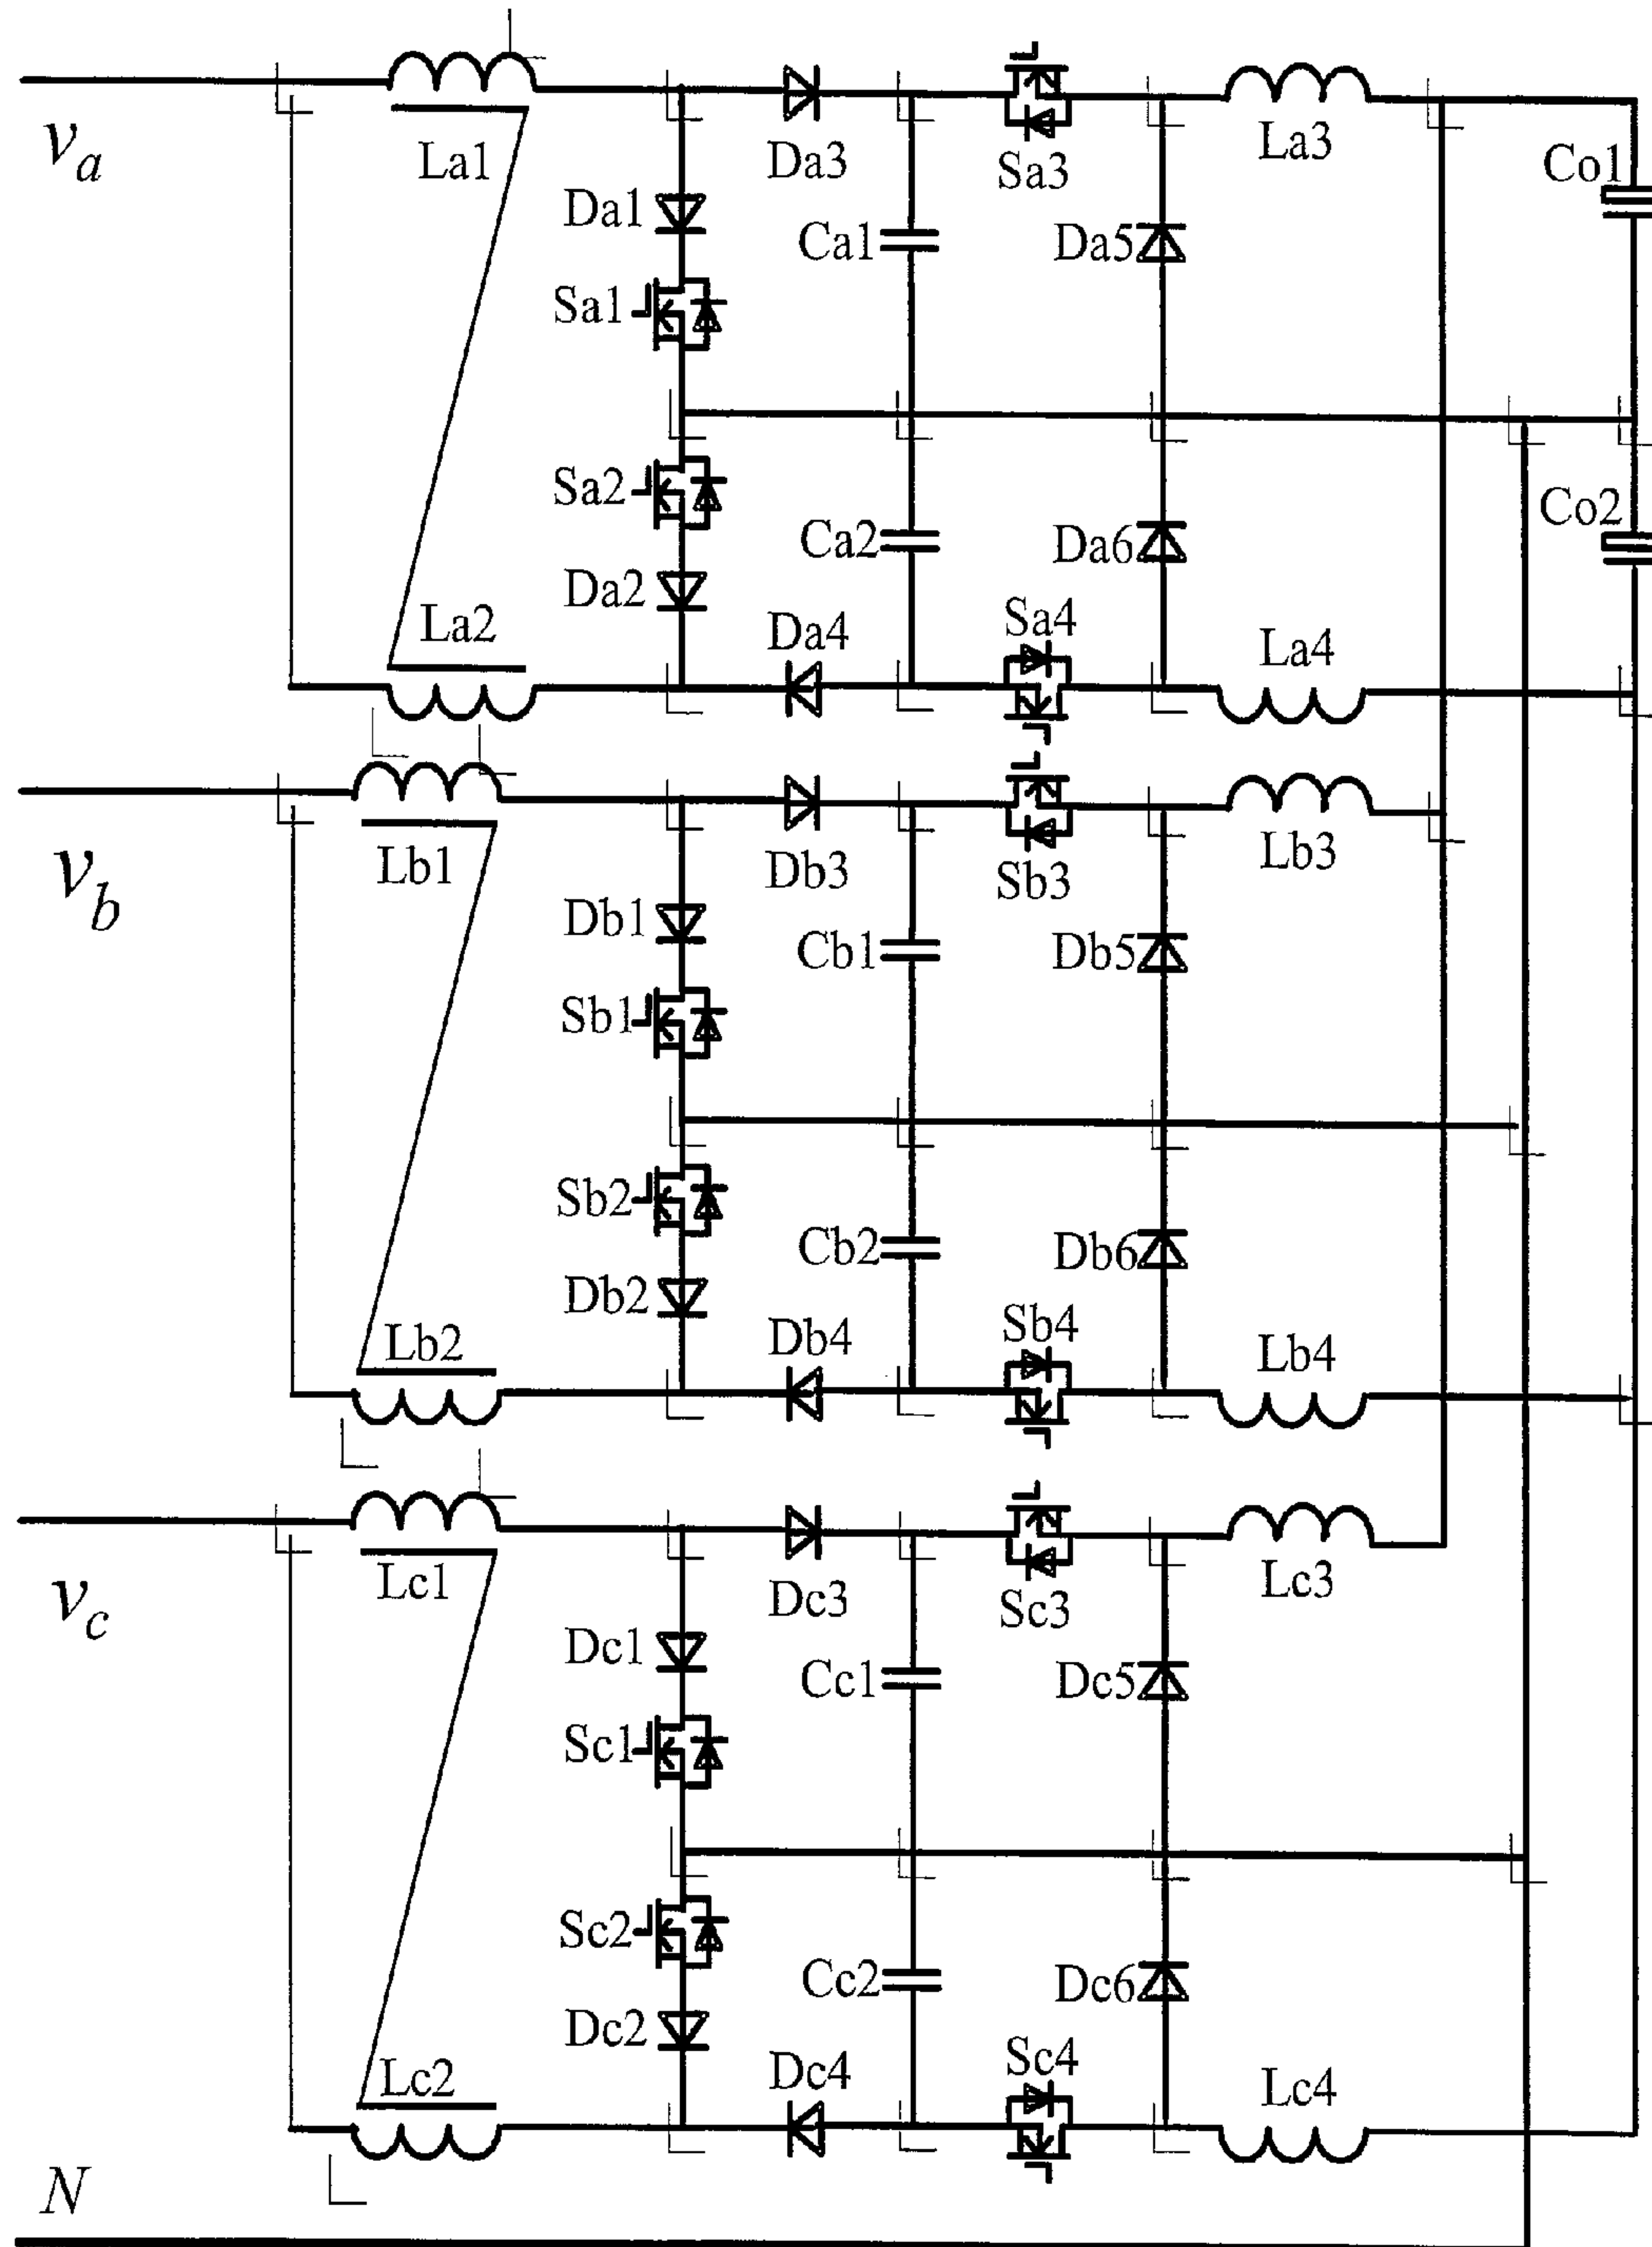 va
La1
Da3
Sa3
La3
Co1
Da1
Ca1
Da5
Sa1
Sa2
Ca2
Da6
Co2
Da2
La2
Da4
Sa4
La4
vb
Lb1
Db3
Sb3
Lb3
Db1
Cb1
Db5
Sb1
Sb2
Cb2
Db6
Db2
Lb2
Db4
Sb4
Lb4
vc
Lc1
Dc3
Sc3
Lc3
Dc1
Cc1
Dc5
Sc1
Sc2
Cc2
Dc6
Dc2
Lc2
Dc4
Sc4
Lc4
N